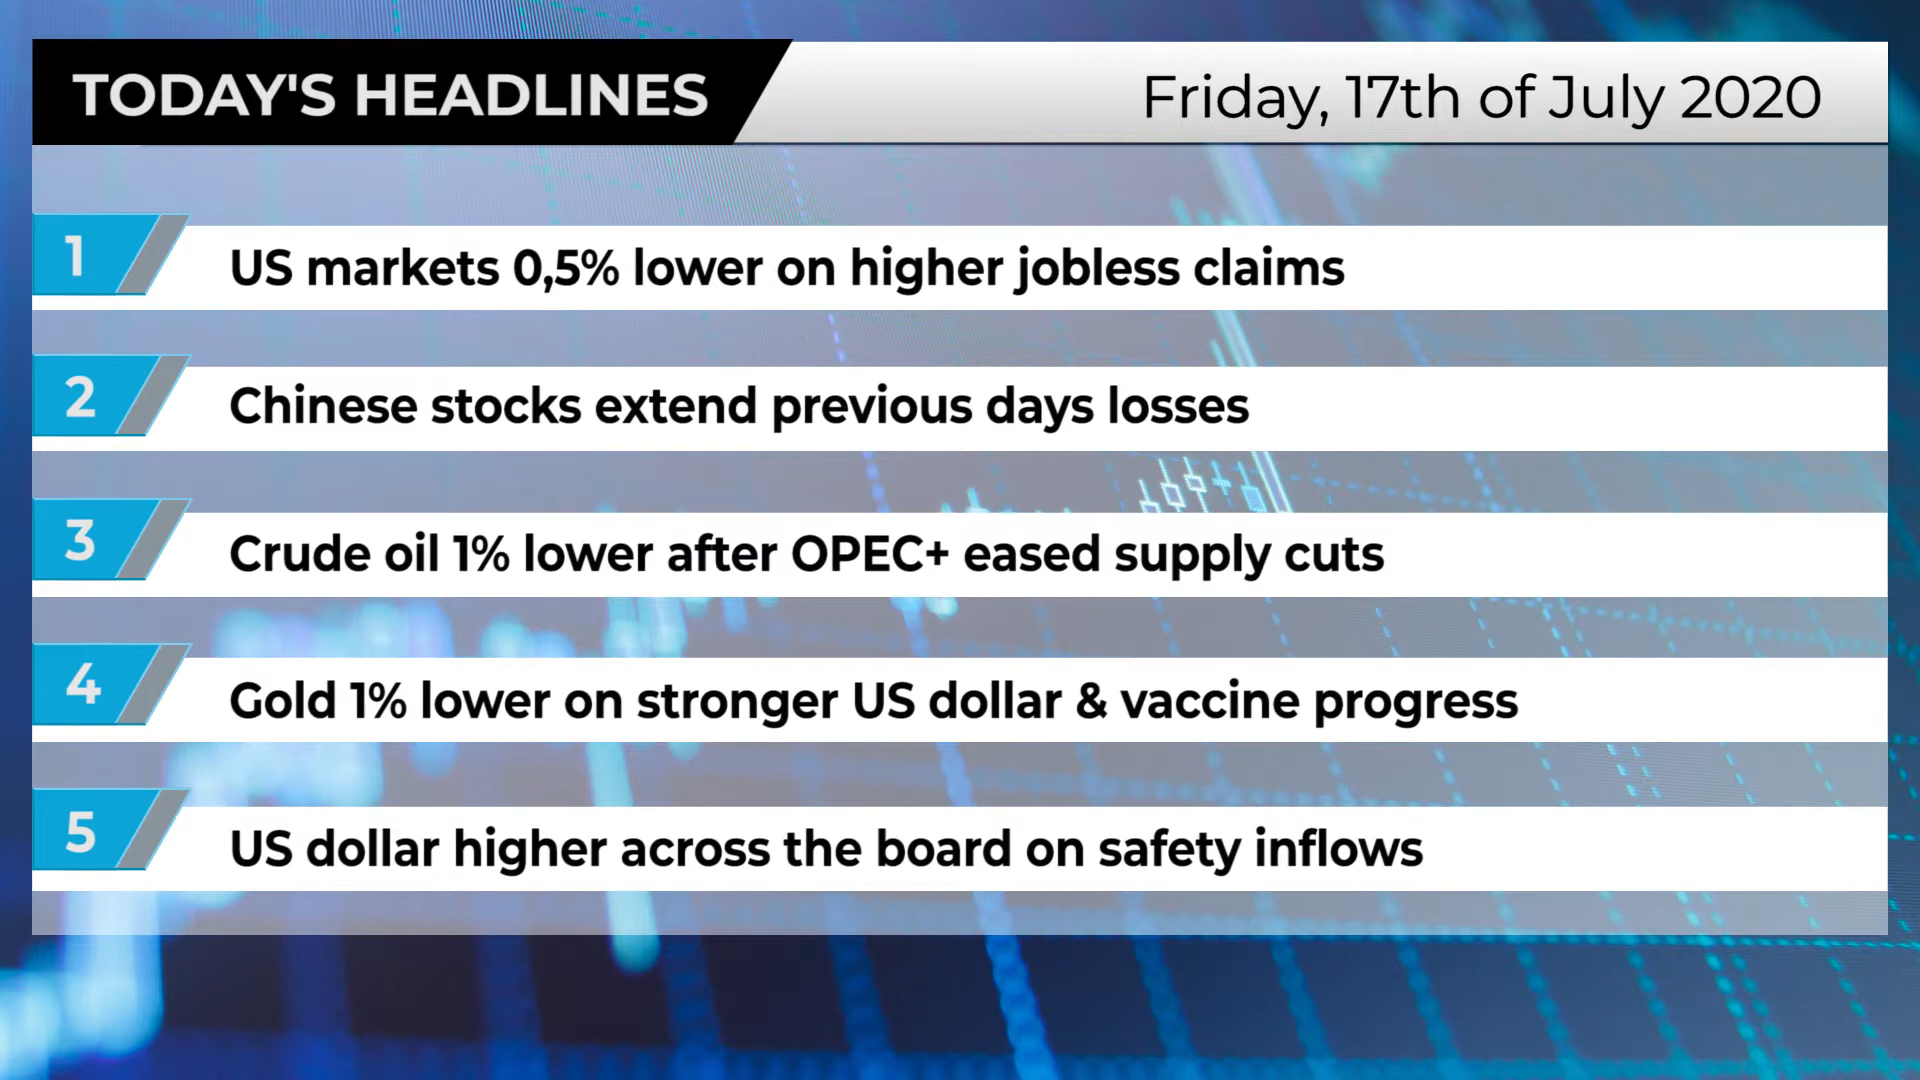 TODAY'S HEADLINES
Friday, 17th of July 2020
1
US markets 0,5% lower on higher jobless claims
2
Chinese stocks extend previous days losses
3
Crude oil 1% lower after OPEC+ eased supply cuts
4
Gold 1% lower on stronger US dollar & vaccine progress
5
US dollar higher across the board on safety inflows